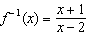 f⁻¹(x) = (x + 1)/(x − 2)